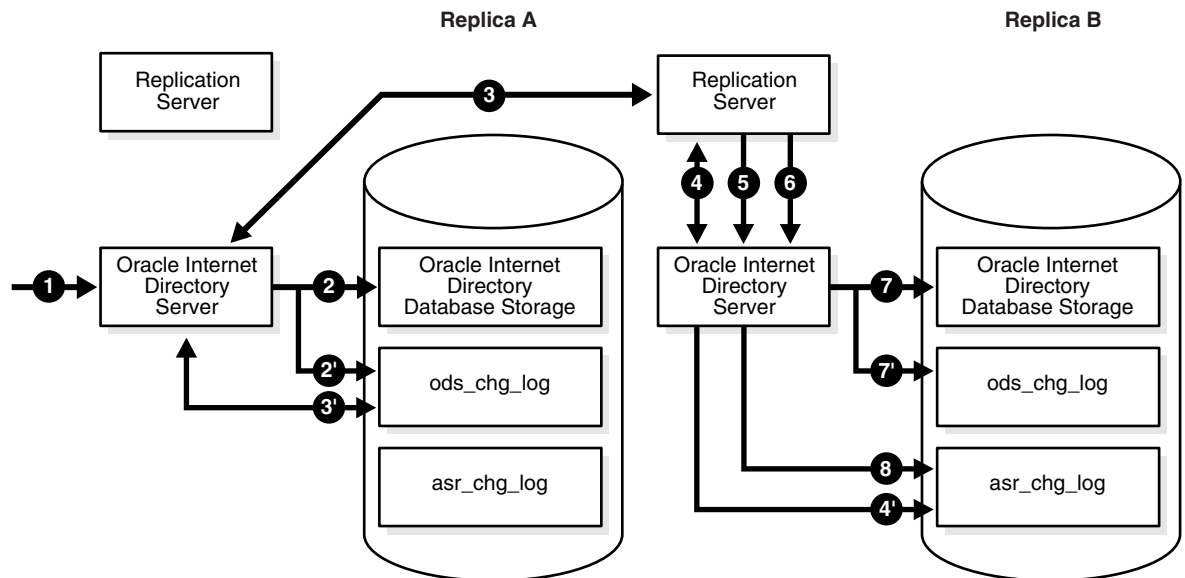 Replica A
Replica B
Replication
Server
3
Replication
Server
4
5
6
1
Oracle Internet
Directory
Server
2
Oracle Internet
Directory
Database Storage
2'
ods_chg_log
3'
asr_chg_log
Oracle Internet
Directory
Server
7
Oracle Internet
Directory
Database Storage
7'
ods_chg_log
8
asr_chg_log
4'